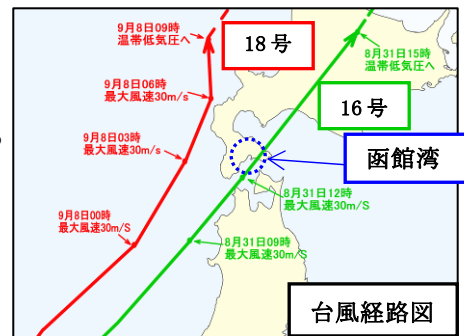 9月8日09時
温帯低気圧へ
18号
8月31日15時
温帯低気圧へ
9月8日06時
最大風速30m/s
16号
9月8日03時
最大風速30m/s
函館湾
8月31日12時
最大風速30m/S
9月8日00時
最大風速30m/S
8月31日09時
最大風速30m/S
台風経路図